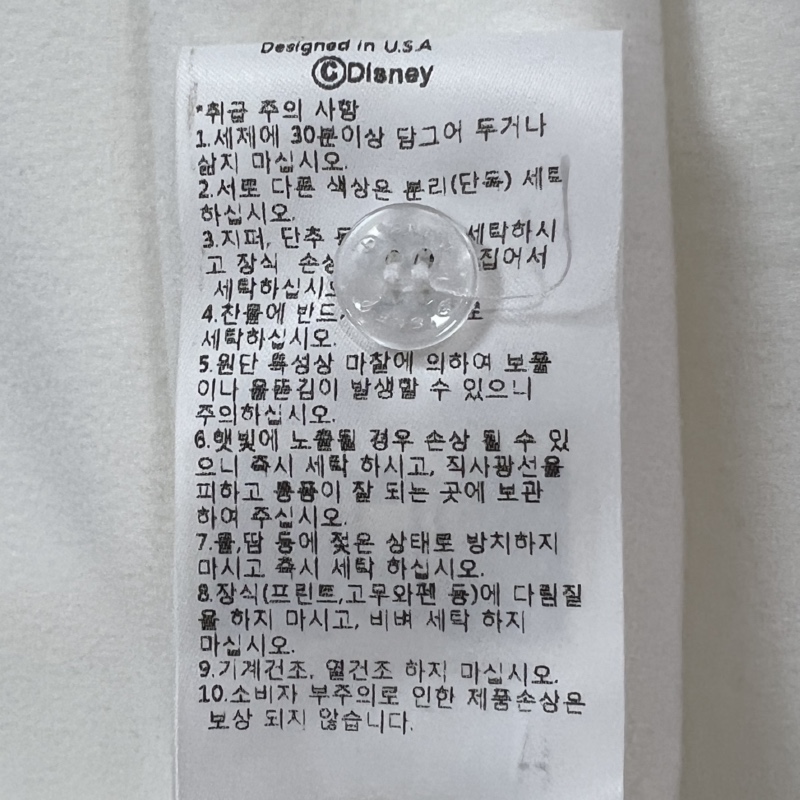 Designed in U.S.A
©Disney
*취급 주의 사항
1.세제에 30분이상 담그어 두거나
삶지 마십시오.
2.서로 다른 색상은 분리(단독) 세탁
하십시오.
3.지퍼, 단추 세탁하시
고 장식 집어서
세탁하십시오
4.찬물에
세탁하십시오.
5.원단 특성상 마찰에 의하여 보풀
이나 올뜯김이 발생할 수 있으니
주의하십시오.
6.햇빛에 노출될 경우 손상 될 수 있
으니 즉시 세탁 하시고, 직사광선을
피하고 통풍이 잘 되는 곳에 보관
하여 주십시오.
7.물,땀 등에 젖은 상태로 방치하지
마시고 즉시 세탁 하십시오.
8.장식(프린트,고무와펜 등)에 다림질
을 하지 마시고, 비벼 세탁 하지
마십시오.
9.기계건조, 열건조 하지 마십시오.
10.소비자 부주의로 인한 제품손상은
보상 되지 않습니다.